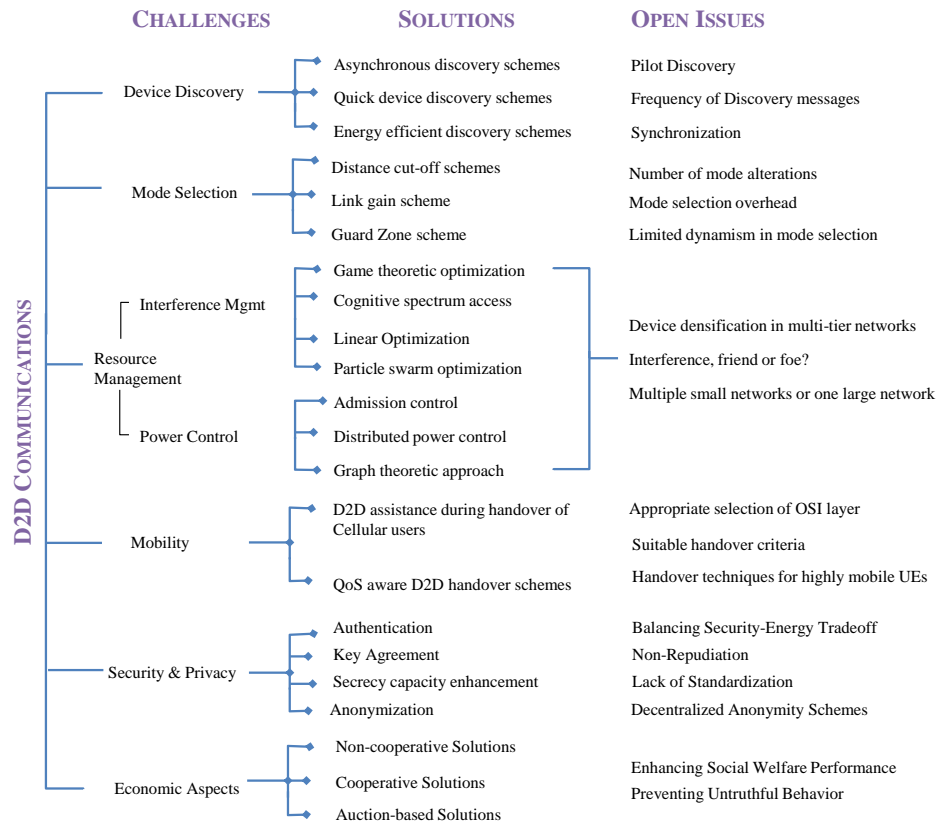 CHALLENGES
SOLUTIONS
OPEN ISSUES
D2D COMMUNICATIONS
Device Discovery
Asynchronous discovery schemes
Quick device discovery schemes
Energy efficient discovery schemes
Pilot Discovery
Frequency of Discovery messages
Synchronization
Mode Selection
Distance cut-off schemes
Link gain scheme
Guard Zone scheme
Number of mode alterations
Mode selection overhead
Limited dynamism in mode selection
Resource
Management
Interference Mgmt
Game theoretic optimization
Cognitive spectrum access
Linear Optimization
Particle swarm optimization
Power Control
Admission control
Distributed power control
Graph theoretic approach
Device densification in multi-tier networks
Interference, friend or foe?
Multiple small networks or one large network
Mobility
D2D assistance during handover of
Cellular users
QoS aware D2D handover schemes
Appropriate selection of OSI layer
Suitable handover criteria
Handover techniques for highly mobile UEs
Security & Privacy
Authentication
Key Agreement
Secrecy capacity enhancement
Anonymization
Balancing Security-Energy Tradeoff
Non-Repudiation
Lack of Standardization
Decentralized Anonymity Schemes
Economic Aspects
Non-cooperative Solutions
Cooperative Solutions
Auction-based Solutions
Enhancing Social Welfare Performance
Preventing Untruthful Behavior